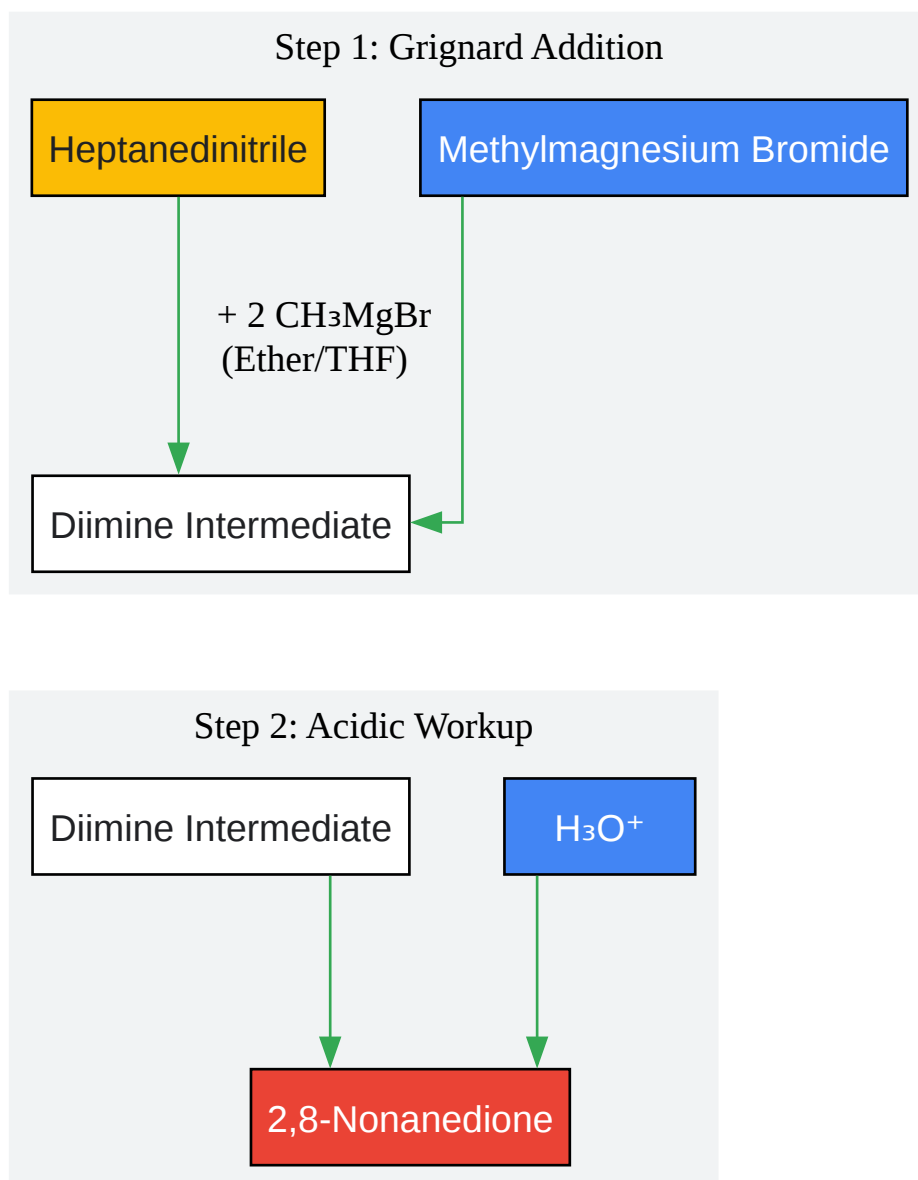 Step 1: Grignard Addition
Heptanedinitrile
Methylmagnesium Bromide
+ 2 CH₃MgBr
(Ether/THF)
Diimine Intermediate
Step 2: Acidic Workup
Diimine Intermediate
H₃O⁺
2,8-Nonanedione